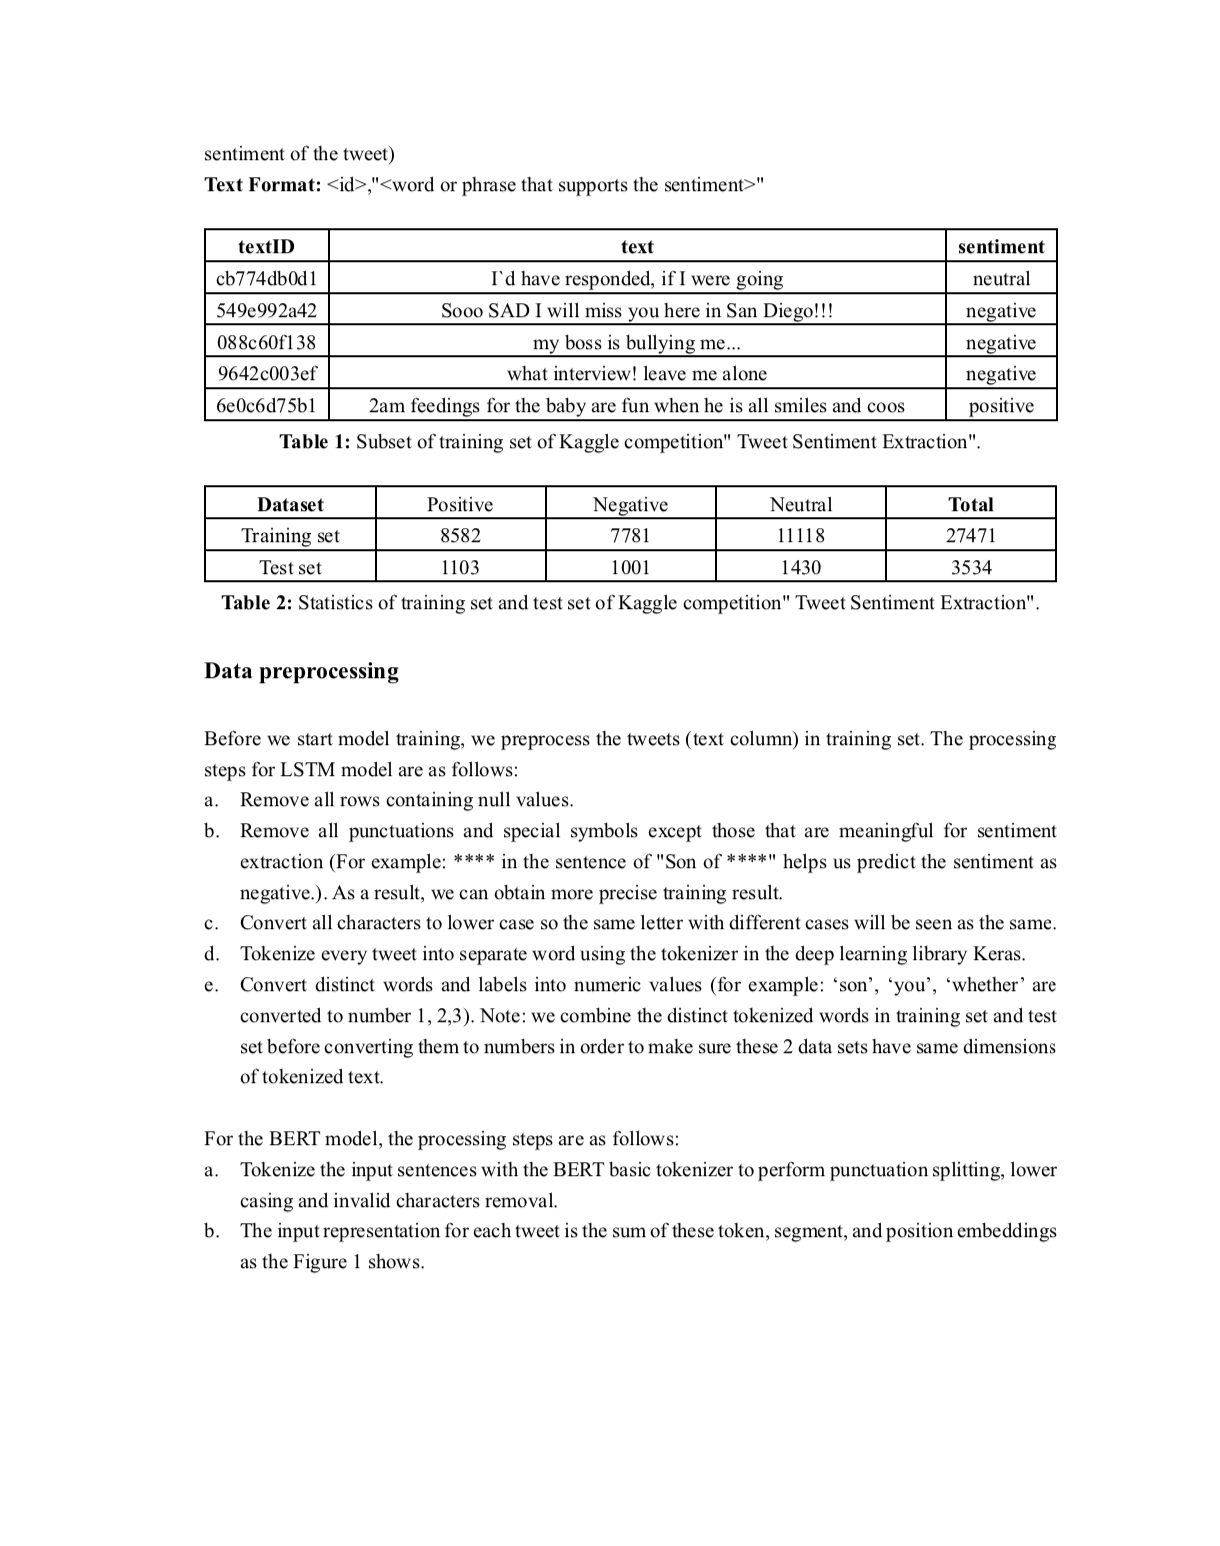 sentiment of the tweet)
Text Format: <id>,"<word or phrase that supports the sentiment>"
textID text sentiment
cb774db0d1 I`d have responded, if I were going neutral
549e992a42 Sooo SAD I will miss you here in San Diego!!! negative
088c60f138 my boss is bullying me... negative
9642c003ef what interview! leave me alone negative
6e0c6d75b1 2am feedings for the baby are fun when he is all smiles and coos positive
Table 1: Subset of training set of Kaggle competition" Tweet Sentiment Extraction".
Dataset Positive Negative Neutral Total
Training set 8582 7781 11118 27471
Test set 1103 1001 1430 3534
Table 2: Statistics of training set and test set of Kaggle competition" Tweet Sentiment Extraction".
Data preprocessing
Before we start model training, we preprocess the tweets (text column) in training set. The processing
steps for LSTM model are as follows:
a. Remove all rows containing null values.
b. Remove all punctuations and special symbols except those that are meaningful for sentiment
extraction (For example: **** in the sentence of "Son of ****" helps us predict the sentiment as
negative.). As a result, we can obtain more precise training result.
c. Convert all characters to lower case so the same letter with different cases will be seen as the same.
d. Tokenize every tweet into separate word using the tokenizer in the deep learning library Keras.
e. Convert distinct words and labels into numeric values (for example: ‘son’, ‘you’, ‘whether’ are
converted to number 1, 2,3). Note: we combine the distinct tokenized words in training set and test
set before converting them to numbers in order to make sure these 2 data sets have same dimensions
of tokenized text.
For the BERT model, the processing steps are as follows:
a. Tokenize the input sentences with the BERT basic tokenizer to perform punctuation splitting, lower
casing and invalid characters removal.
b. The input representation for each tweet is the sum of these token, segment, and position embeddings
as the Figure 1 shows.